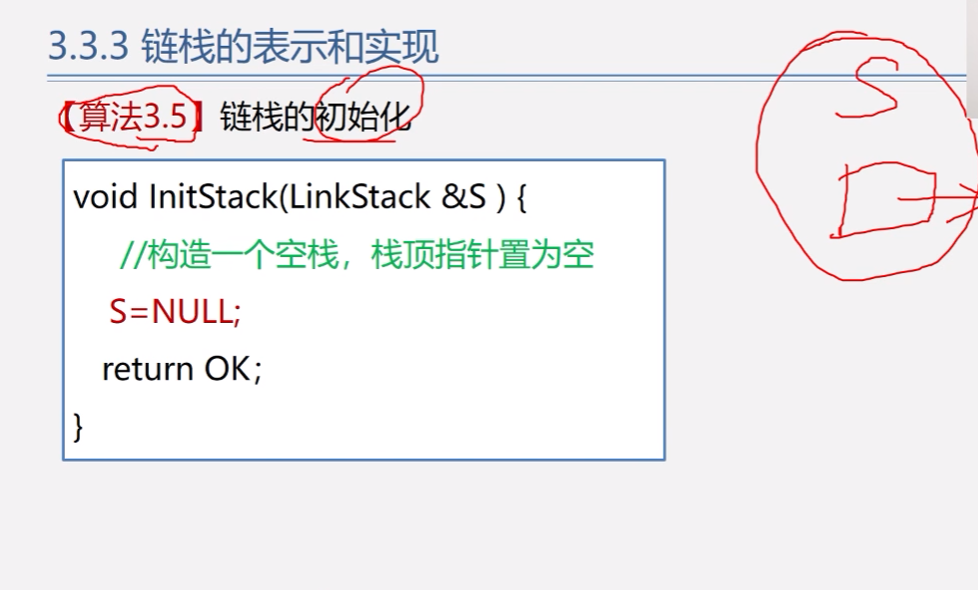 3.3.3 链栈的表示和实现
【算法3.5】链栈的初始化
S
void InitStack(LinkStack &S ) {
//构造一个空栈，栈顶指针置为空
S=NULL;
return OK；
}